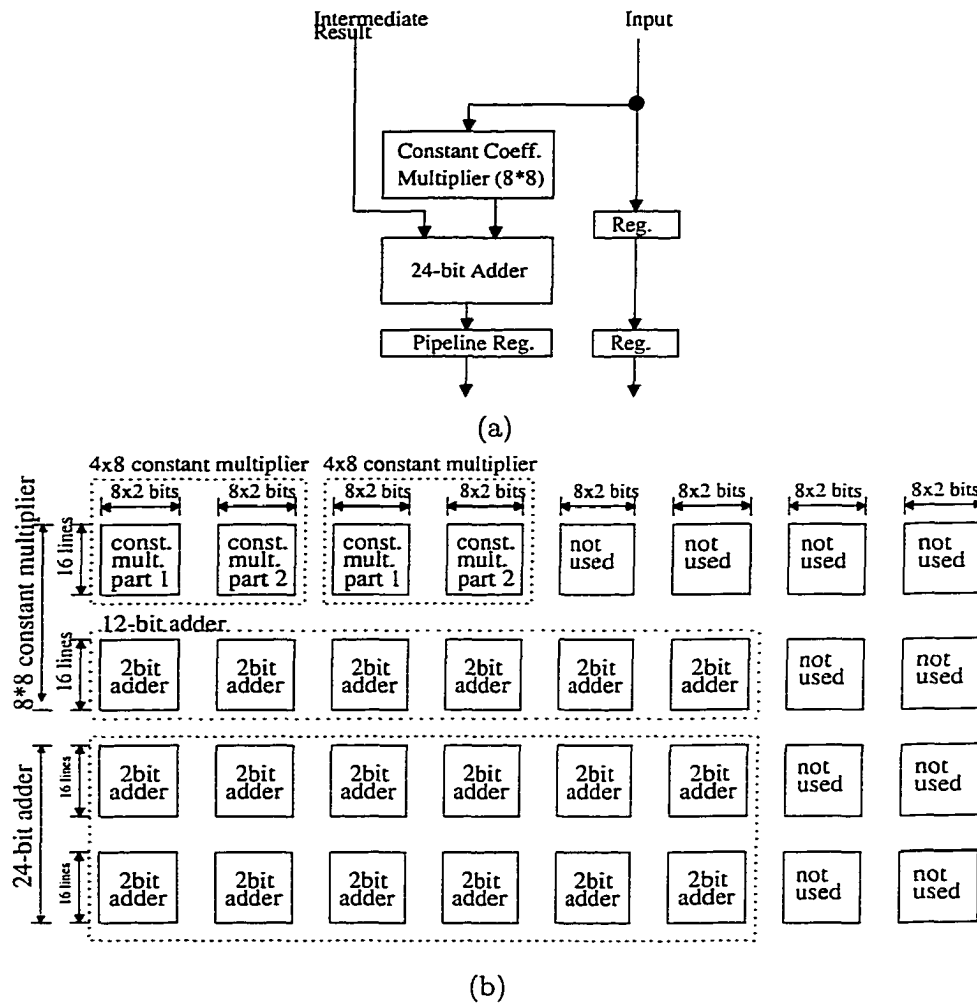 Intermediate
Result
Input
Constant Coeff.
Multiplier (8*8)
Reg.
24-bit Adder
Pipeline Reg.
Reg.
(a)
4x8 constant multiplier
4x8 constant multiplier
8x2 bits
8x2 bits
8x2 bits
8x2 bits
8x2 bits
8x2 bits
8x2 bits
8x2 bits
8*8 constant multiplier
16 lines
const.
mult.
part 1
const.
mult.
part 2
const.
mult.
part 1
const.
mult.
part 2
not
used
not
used
not
used
not
used
12-bit adder
16 lines
2bit
adder
2bit
adder
2bit
adder
2bit
adder
2bit
adder
2bit
adder
not
used
not
used
24-bit adder
16 lines
2bit
adder
2bit
adder
2bit
adder
2bit
adder
2bit
adder
2bit
adder
not
used
not
used
16 lines
2bit
adder
2bit
adder
2bit
adder
2bit
adder
2bit
adder
2bit
adder
not
used
not
used
(b)